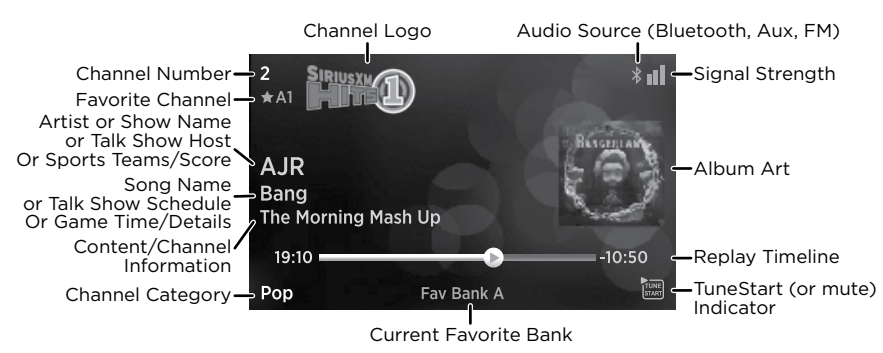 Channel Logo
Audio Source (Bluetooth, Aux, FM)
Channel Number
2
SIRIUSXM
HITS 1
Signal Strength
Favorite Channel
★A1
Artist or Show Name
or Talk Show Host
Or Sports Teams/Score
AJR
Album Art
Song Name
or Talk Show Schedule
Or Game Time/Details
Bang
The Morning Mash Up
Content/Channel
Information
19:10
-10:50
Replay Timeline
Channel Category
Pop
Fav Bank A
TUNE
START
TuneStart (or mute)
Indicator
Current Favorite Bank